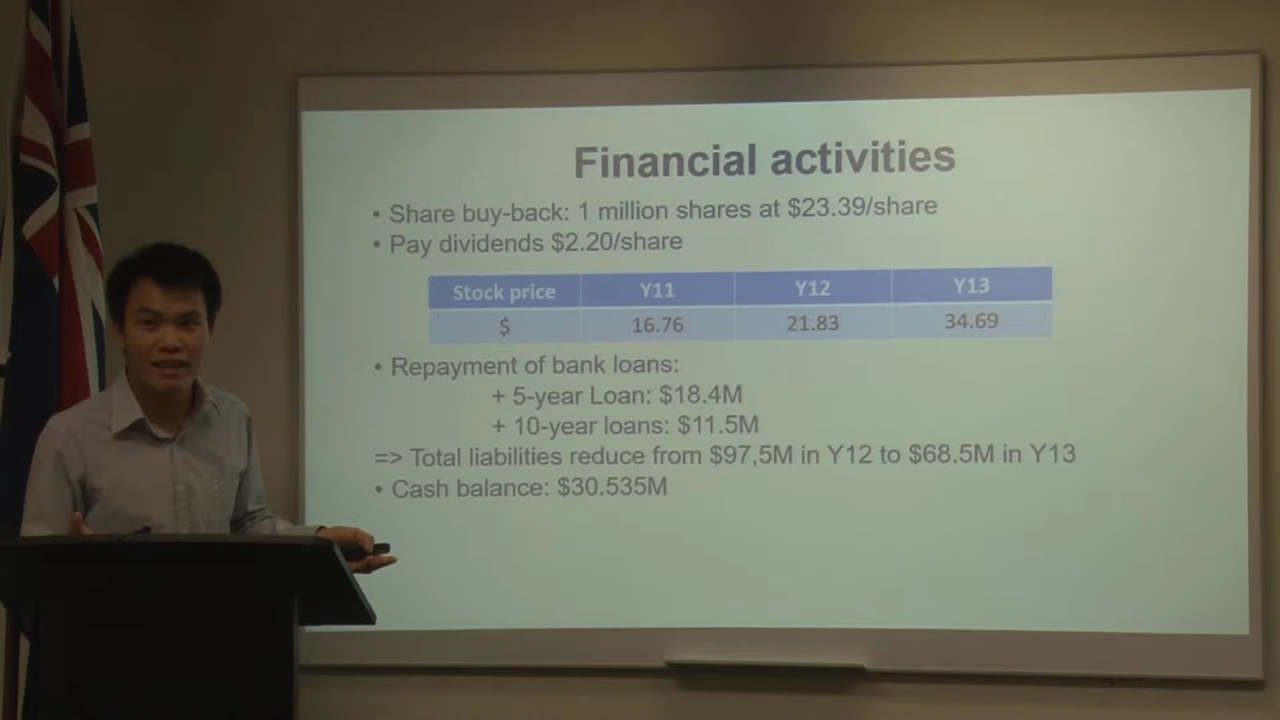 Financial activities
• Share buy-back: 1 million shares at $23.39/share
• Pay dividends $2.20/share
Stock price Y11 Y12 Y13
$ 16.76 21.83 34.69
• Repayment of bank loans:
+ 5-year Loan: $18.4M
+ 10-year loans: $11.5M
=> Total liabilities reduce from $97,5M in Y12 to $68.5M in Y13
• Cash balance: $30.535M